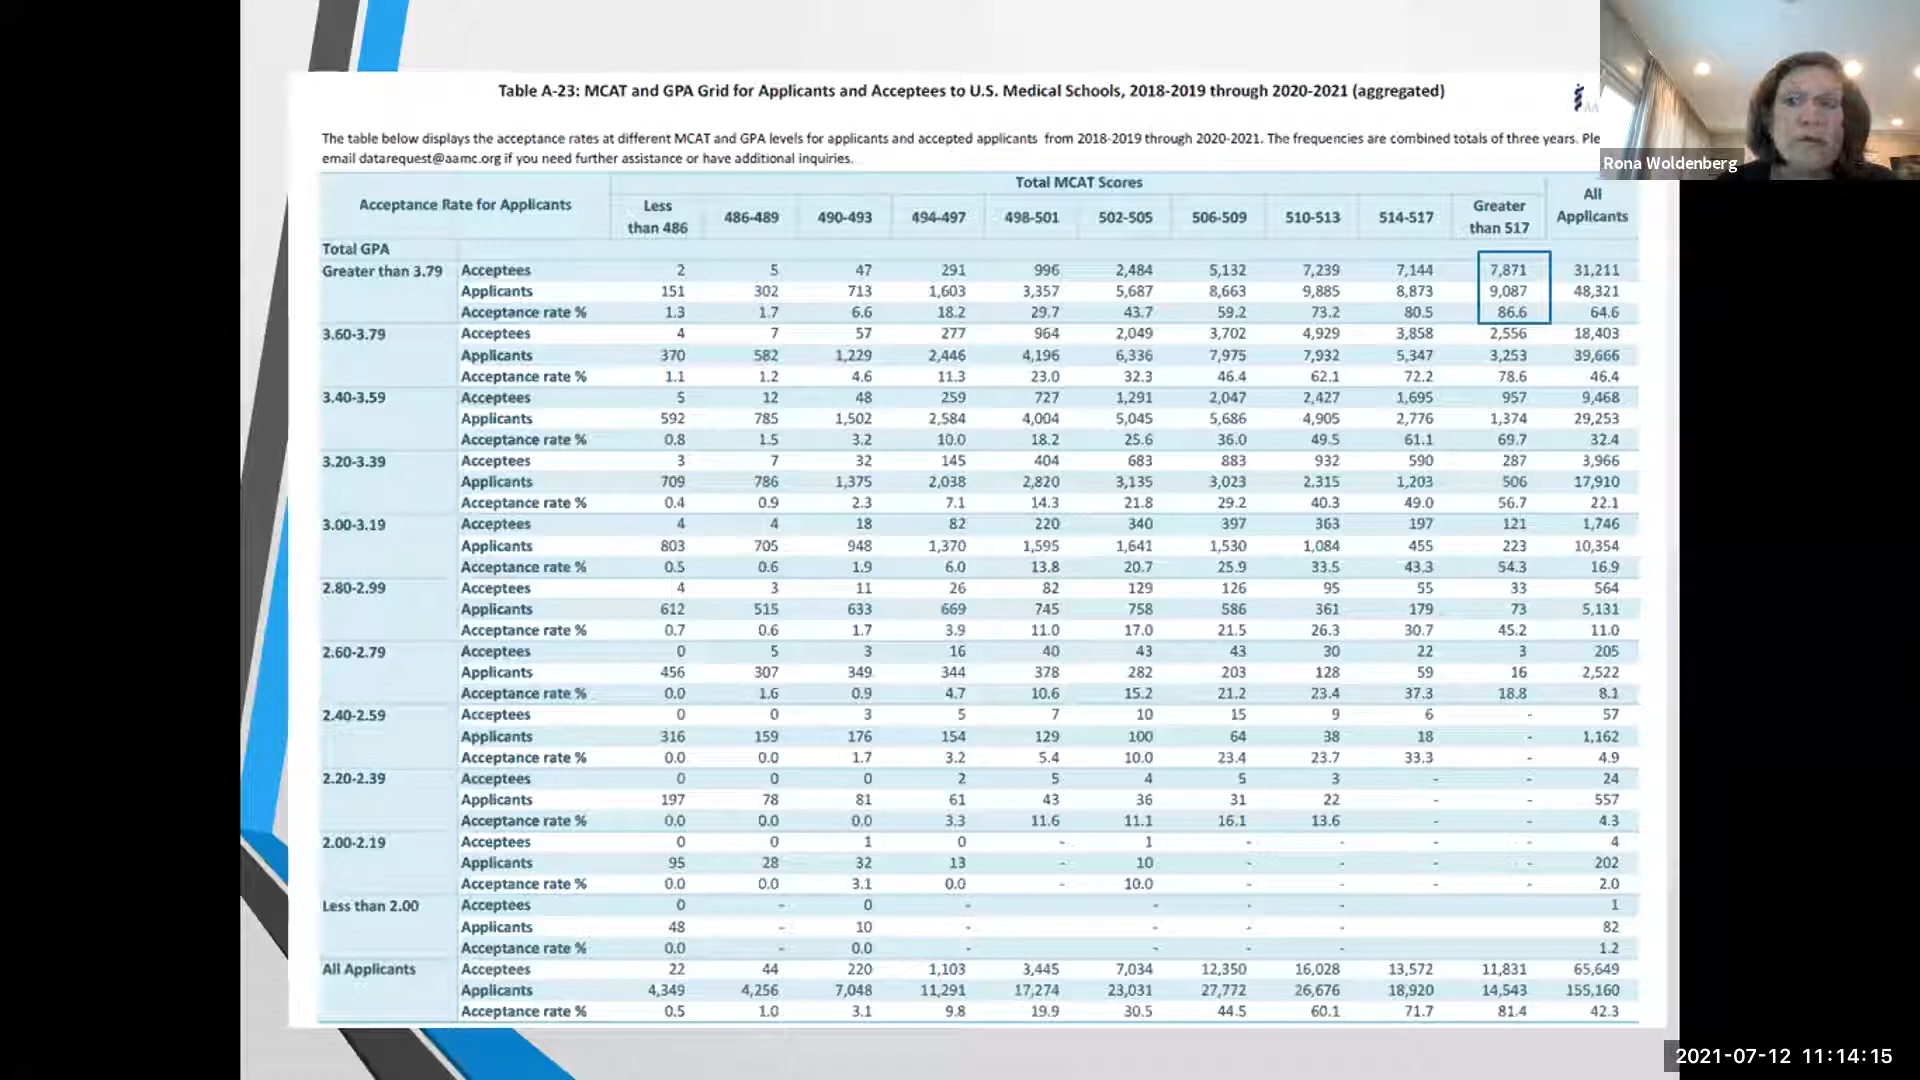 Table A-23: MCAT and GPA Grid for Applicants and Acceptees to U.S. Medical Schools, 2018-2019 through 2020-2021 (aggregated)
AA
The table below displays the acceptance rates at different MCAT and GPA levels for applicants and accepted applicants from 2018-2019 through 2020-2021. The frequencies are combined totals of three years. Ple
email datarequest@aamc.org if you need further assistance or have additional inquiries.
Rona Woldenberg
Acceptance Rate for Applicants
Total MCAT Scores
Less than 486 486-489 490-493 494-497 498-501 502-505 506-509 510-513 514-517 Greater than 517 All Applicants
Total GPA
Greater than 3.79 Acceptees 2 5 47 291 996 2,484 5,132 7,239 7,144 7,871 31,211
Applicants 151 302 713 1,603 3,357 5,687 8,663 9,885 8,873 9,087 48,321
Acceptance rate % 1.3 1.7 6.6 18.2 29.7 43.7 59.2 73.2 80.5 86.6 64.6
3.60-3.79 Acceptees 4 7 57 277 964 2,049 3,702 4,929 3,858 2,556 18,403
Applicants 370 582 1,229 2,446 4,196 6,336 7,975 7,932 5,347 3,253 39,666
Acceptance rate % 1.1 1.2 4.6 11.3 23.0 32.3 46.4 62.1 72.2 78.6 46.4
3.40-3.59 Acceptees 5 12 48 259 727 1,291 2,047 2,427 1,695 957 9,468
Applicants 592 785 1,502 2,584 4,004 5,045 5,686 4,905 2,776 1,374 29,253
Acceptance rate % 0.8 1.5 3.2 10.0 18.2 25.6 36.0 49.5 61.1 69.7 32.4
3.20-3.39 Acceptees 3 7 32 145 404 683 883 932 590 287 3,966
Applicants 709 786 1,375 2,038 2,820 3,135 3,023 2,315 1,203 506 17,910
Acceptance rate % 0.4 0.9 2.3 7.1 14.3 21.8 29.2 40.3 49.0 56.7 22.1
3.00-3.19 Acceptees 4 4 18 82 220 340 397 363 197 121 1,746
Applicants 803 705 948 1,370 1,595 1,641 1,530 1,084 455 223 10,354
Acceptance rate % 0.5 0.6 1.9 6.0 13.8 20.7 25.9 33.5 43.3 54.3 16.9
2.80-2.99 Acceptees 4 3 11 26 82 129 126 95 55 33 564
Applicants 612 515 633 669 745 758 586 361 179 73 5,131
Acceptance rate % 0.7 0.6 1.7 3.9 11.0 17.0 21.5 26.3 30.7 45.2 11.0
2.60-2.79 Acceptees 0 5 3 16 40 43 43 30 22 3 205
Applicants 456 307 349 344 378 282 203 128 59 16 2,522
Acceptance rate % 0.0 1.6 0.9 4.7 10.6 15.2 21.2 23.4 37.3 18.8 8.1
2.40-2.59 Acceptees 0 0 3 5 7 10 15 9 6 - 57
Applicants 316 159 176 154 129 100 64 38 18 - 1,162
Acceptance rate % 0.0 0.0 1.7 3.2 5.4 10.0 23.4 23.7 33.3 - 4.9
2.20-2.39 Acceptees 0 0 0 2 5 4 5 3 - - 24
Applicants 197 78 81 61 43 36 31 22 - - 557
Acceptance rate % 0.0 0.0 0.0 3.3 11.6 11.1 16.1 13.6 - - 4.3
2.00-2.19 Acceptees 0 0 1 0 - 1 - - - - 4
Applicants 95 28 32 13 - 10 - - - - 202
Acceptance rate % 0.0 0.0 3.1 0.0 - 10.0 - - - - 2.0
Less than 2.00 Acceptees 0 - 0 - - - - 1
Applicants 48 - 10 - - - - 82
Acceptance rate % 0.0 - 0.0 - - - - 1.2
All Applicants Acceptees 22 44 220 1,103 3,445 7,034 12,350 16,028 13,572 11,831 65,649
Applicants 4,349 4,256 7,048 11,291 17,274 23,031 27,772 26,676 18,920 14,543 155,160
Acceptance rate % 0.5 1.0 3.1 9.8 19.9 30.5 44.5 60.1 71.7 81.4 42.3
2021-07-12 11:14:15